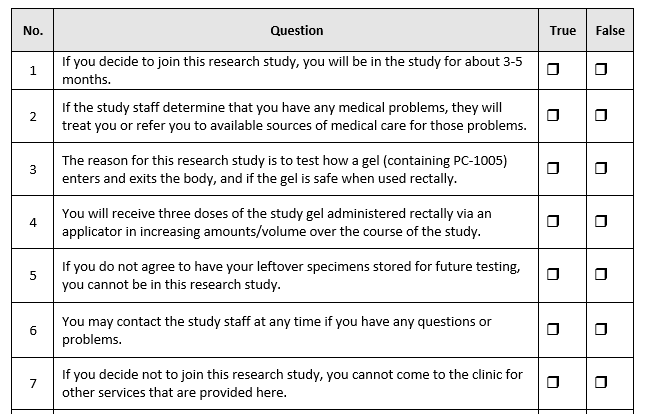 No. Question True False
1 If you decide to join this research study, you will be in the study for about 3-5
months.
2 If the study staff determine that you have any medical problems, they will
treat you or refer you to available sources of medical care for those problems.
3 The reason for this research study is to test how a gel (containing PC-1005)
enters and exits the body, and if the gel is safe when used rectally.
4 You will receive three doses of the study gel administered rectally via an
applicator in increasing amounts/volume over the course of the study.
5 If you do not agree to have your leftover specimens stored for future testing,
you cannot be in this research study.
6 You may contact the study staff at any time if you have any questions or
problems.
7 If you decide not to join this research study, you cannot come to the clinic for
other services that are provided here.